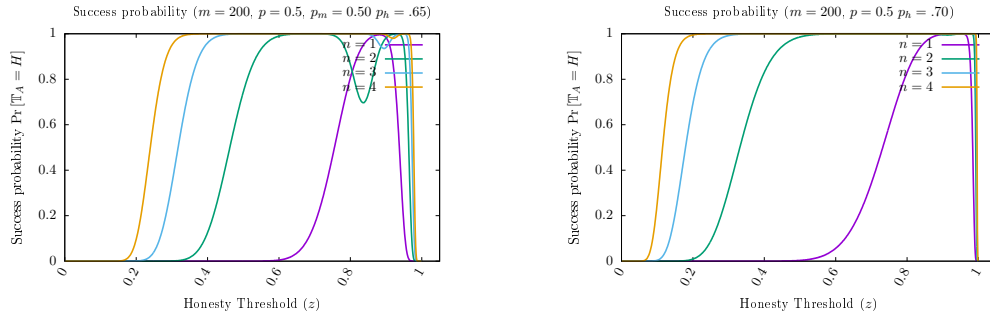 Success probability (m = 200, p = 0.5, p_m = 0.50 p_h = .65)
Success probability Pr [𝕋_A = H]
1
0.8
0.6
0.4
0.2
0
n = 1
n = 2
n = 3
n = 4
0
0.2
0.4
0.6
0.8
1
Honesty Threshold (z)
Success probability (m = 200, p = 0.5 p_h = .70)
Success probability Pr [𝕋_A = H]
1
0.8
0.6
0.4
0.2
0
n = 1
n = 2
n = 3
n = 4
0
0.2
0.4
0.6
0.8
1
Honesty Threshold (z)